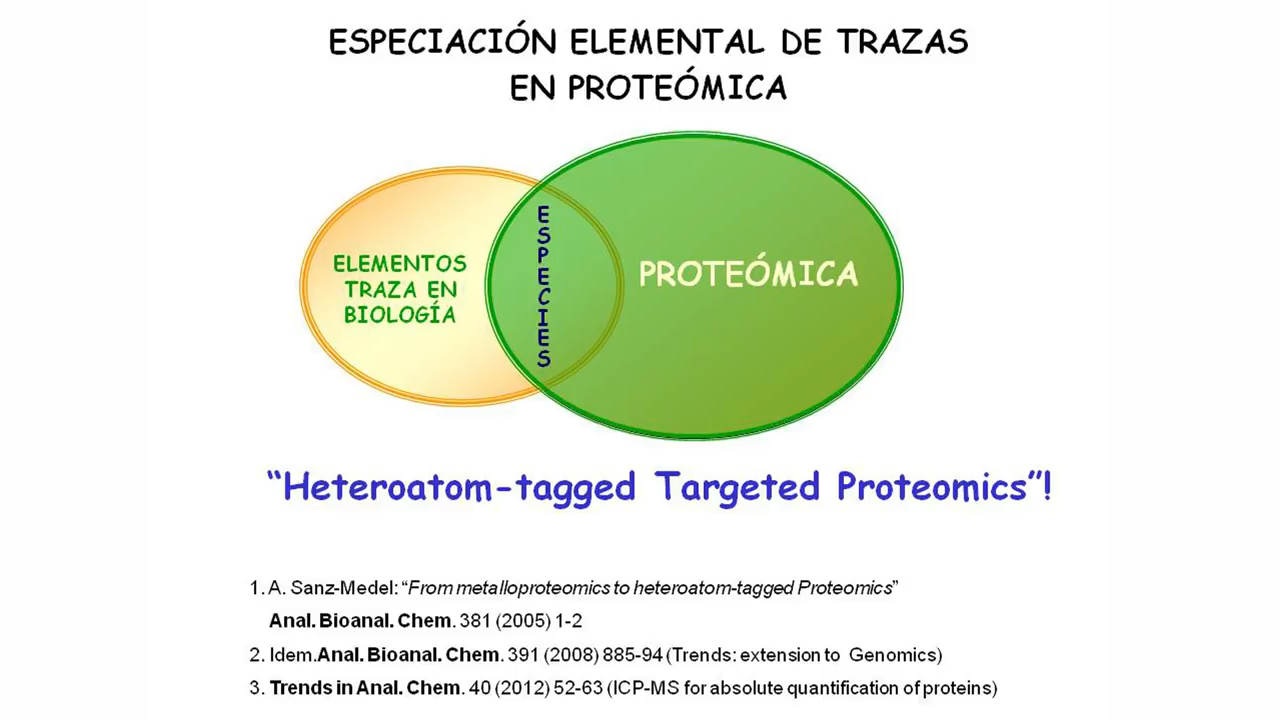 ESPECIACIÓN ELEMENTAL DE TRAZAS
EN PROTEÓMICA
ELEMENTOS
TRAZA EN
BIOLOGÍA
ESPECIES
PROTEÓMICA
“Heteroatom-tagged Targeted Proteomics”!
1. A. Sanz-Medel: “From metalloproteomics to heteroatom-tagged Proteomics”
Anal. Bioanal. Chem. 381 (2005) 1-2
2. Idem.Anal. Bioanal. Chem. 391 (2008) 885-94 (Trends: extension to Genomics)
3. Trends in Anal. Chem. 40 (2012) 52-63 (ICP-MS for absolute quantification of proteins)